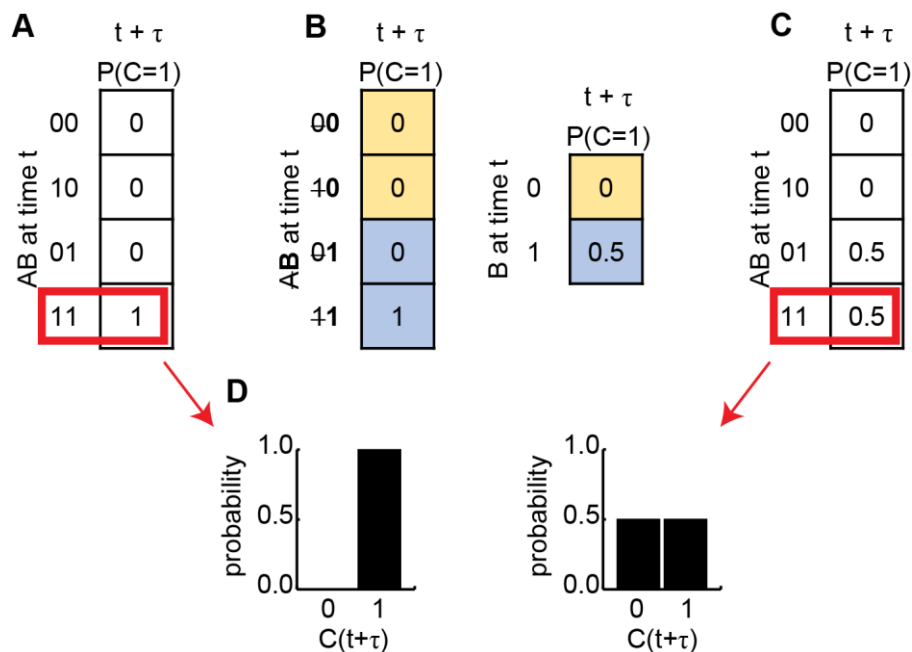 A
t + τ
P(C=1)
AB at time t
00 0
10 0
01 0
11 1
B
t + τ
P(C=1)
AB at time t
00 0
10 0
01 0
11 1
t + τ
P(C=1)
B at time t
0 0
1 0.5
C
t + τ
P(C=1)
AB at time t
00 0
10 0
01 0.5
11 0.5
D
probability
1.0
0.5
0.0
0 1
C(t+τ)
probability
1.0
0.5
0.0
0 1
C(t+τ)